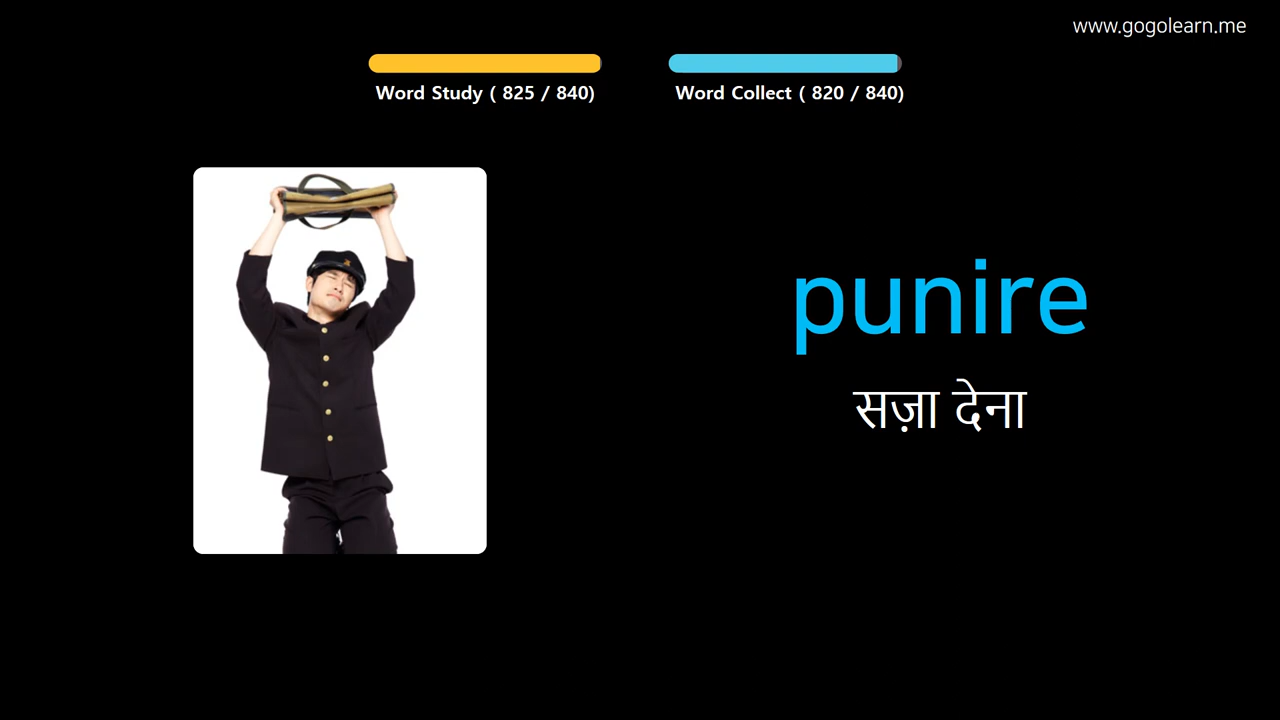 www.gogolearn.me
Word Study ( 825 / 840)
Word Collect ( 820 / 840)
punire
सज़ा देना